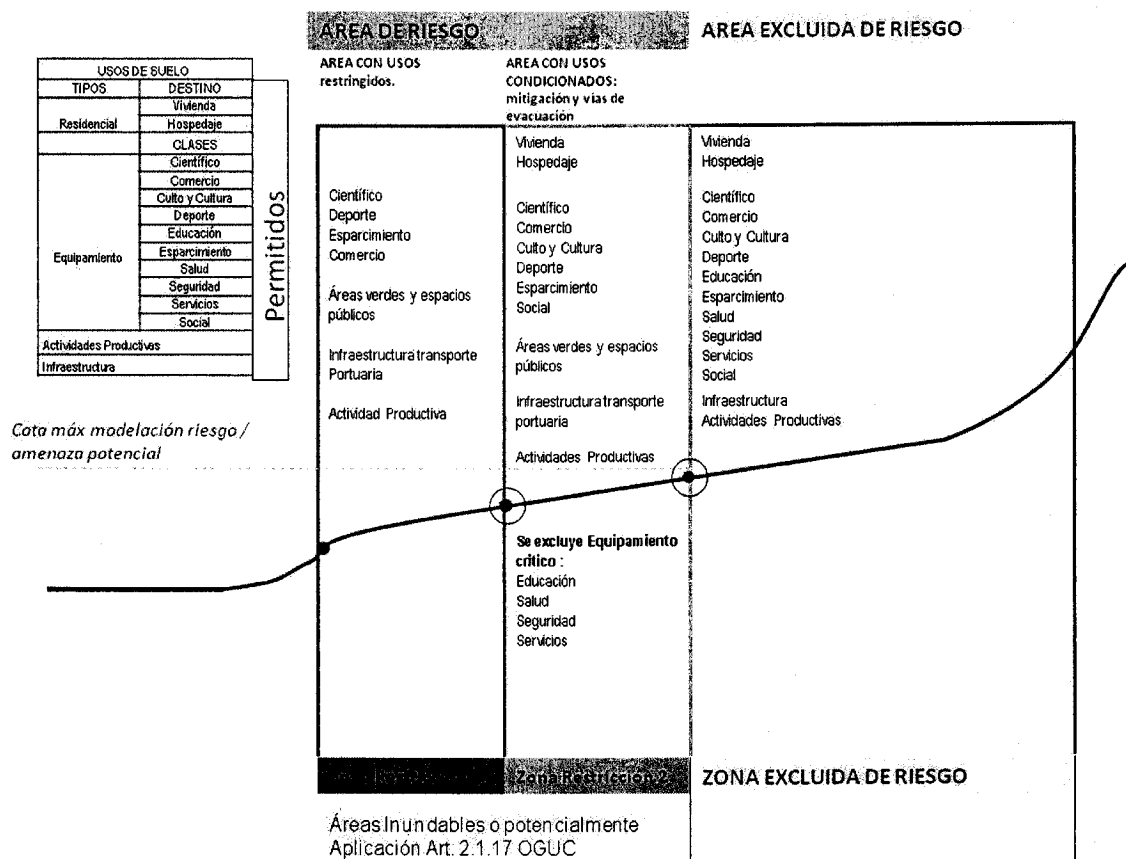 AREA DE RIESGO
AREA EXCLUIDA DE RIESGO
AREA CON USOS
restringidos.
AREA CON USOS
CONDICIONADOS:
mitigación y vías de
evacuación
USOS DE SUELO
TIPOS DESTINO
Residencial
Vivienda
Hospedaje
CLASES
Equipamiento
Científico
Comercio
Culto y Cultura
Deporte
Educación
Esparcimiento
Salud
Seguridad
Servicios
Social
Actividades Productivas
Infraestructura
Permitidos
Científico
Deporte
Esparcimiento
Comercio
Áreas verdes y espacios
públicos
Infraestructura transporte
Portuaria
Actividad Productiva
Vivienda
Hospedaje
Científico
Comercio
Culto y Cultura
Deporte
Esparcimiento
Social
Áreas verdes y espacios
públicos
Infraestructura transporte
portuaria
Actividades Productivas
Se excluye Equipamiento
crítico :
Educación
Salud
Seguridad
Servicios
Vivienda
Hospedaje
Científico
Comercio
Culto y Cultura
Deporte
Educación
Esparcimiento
Salud
Seguridad
Servicios
Social
Infraestructura
Actividades Productivas
Cota máx modelación riesgo /
amenaza potencial
Zona Restricción 2
ZONA EXCLUIDA DE RIESGO
Áreas Inundables o potencialmente
Aplicación Art. 2.1.17 OGUC